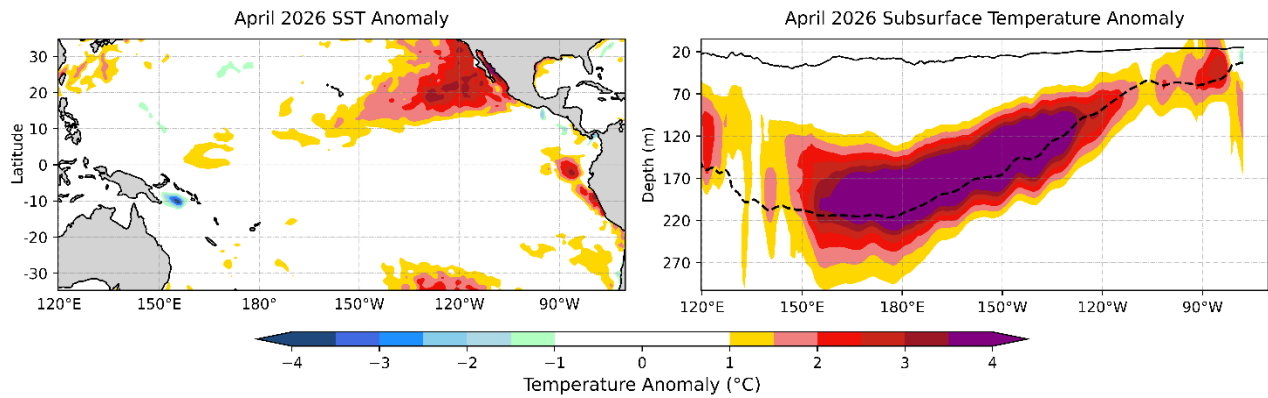 April 2026 SST Anomaly
Latitude
30
20
10
0
−10
−20
−30
120°E 150°E 180° 150°W 120°W 90°W
April 2026 Subsurface Temperature Anomaly
Depth (m)
20
70
120
170
220
270
120°E 150°E 180° 150°W 120°W 90°W
−4 −3 −2 −1 0 1 2 3 4
Temperature Anomaly (°C)